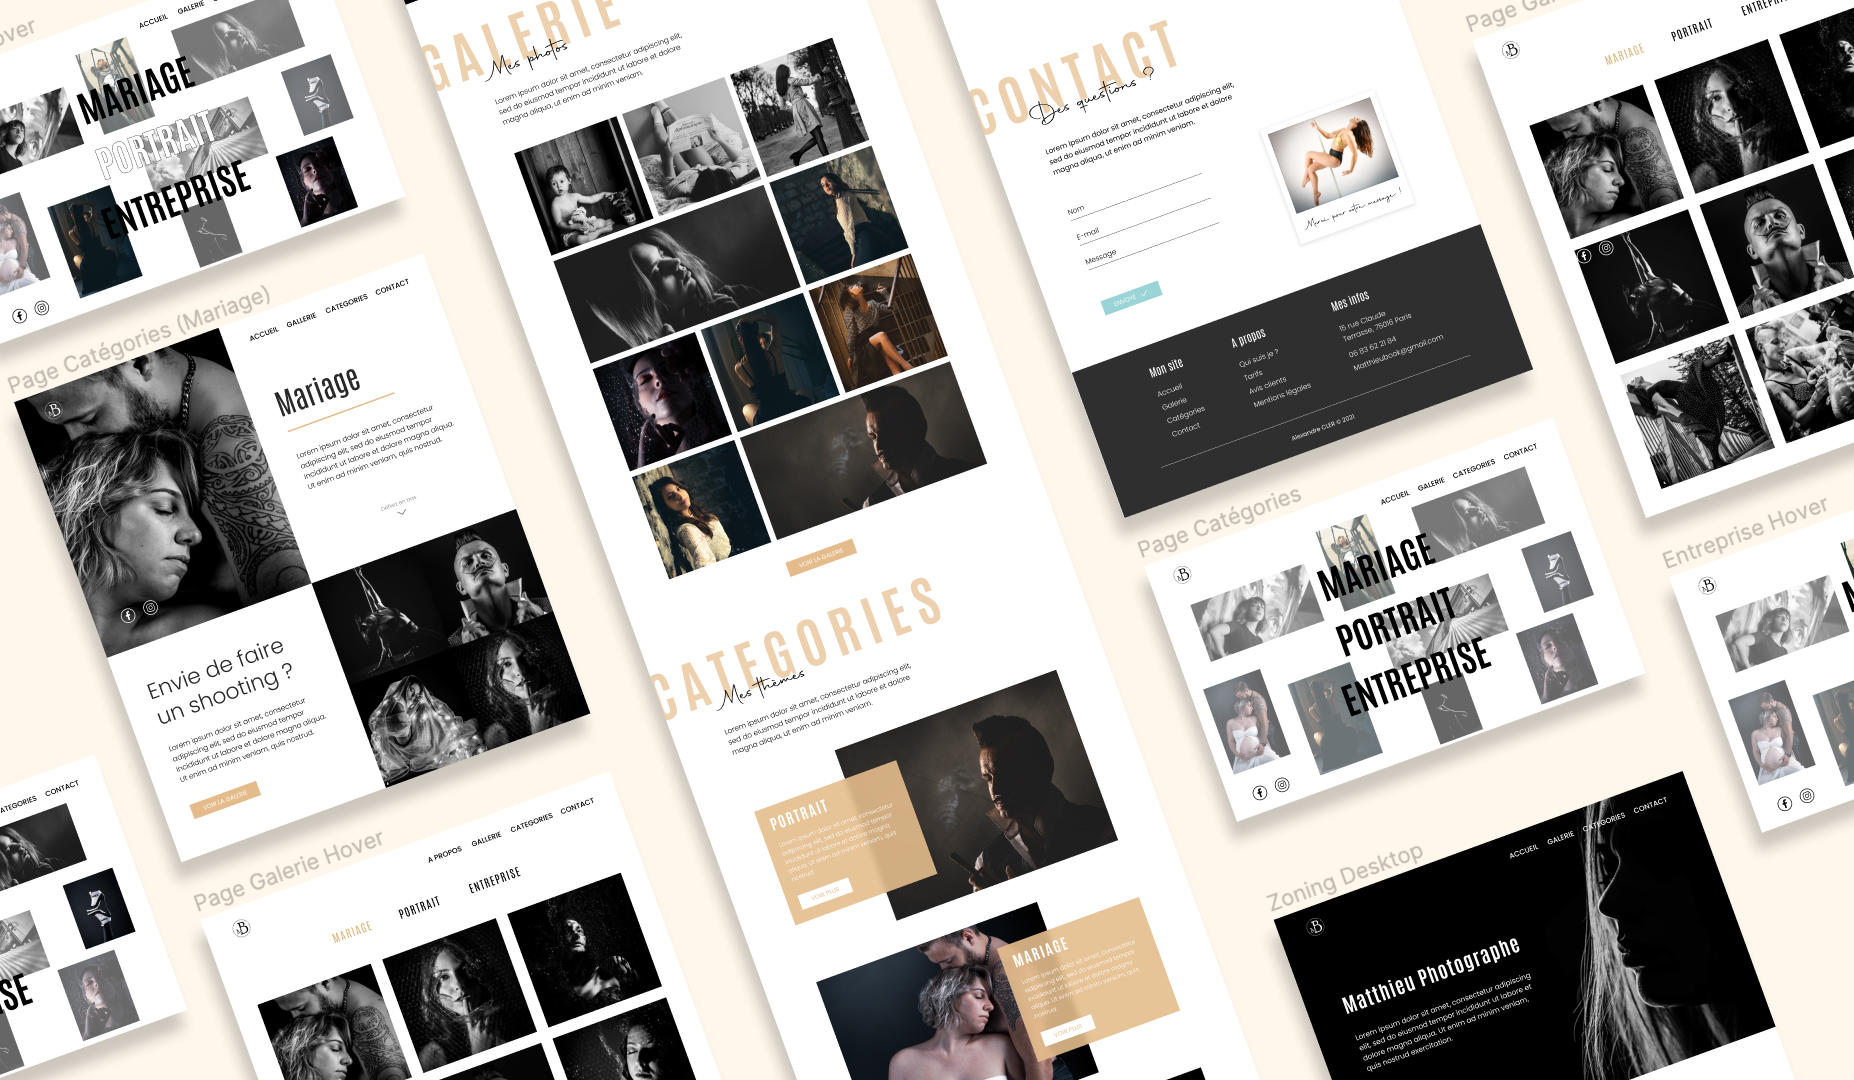 over
ACCUEIL GALERIE
MARIAGE
PORTRAIT
ENTREPRISE
Page Catégories (Mariage)
ACCUEIL GALLERIE CATEGORIES CONTACT
B
Mariage
Lorem ipsum dolor sit amet, consectetur
adipiscing elit, sed do eiusmod tempor
incididunt ut labore et dolore magna aliqua.
Ut enim ad minim veniam, quis nostrud.
Défilez en bas
Envie de faire
un shooting ?
Lorem ipsum dolor sit amet, consectetur
adipiscing elit, sed do eiusmod tempor
incididunt ut labore et dolore magna aliqua.
Ut enim ad minim veniam, quis nostrud.
VOIR LA GALERIE
ATEGORIES CONTACT
SE
Page Galerie Hover
B
A PROPOS GALLERIE CATEGORIES CONTACT
MARIAGE PORTRAIT ENTREPRISE
GALERIE
Mes photos
Lorem ipsum dolor sit amet, consectetur adipiscing elit,
sed do eiusmod tempor incididunt ut labore et dolore
magna aliqua, ut enim ad minim veniam.
VOIR LA GALERIE
CATEGORIES
Mes thèmes
Lorem ipsum dolor sit amet, consectetur adipiscing elit,
sed do eiusmod tempor incididunt ut labore et dolore
magna aliqua, ut enim ad minim veniam.
PORTRAIT
Lorem ipsum dolor sit amet, consectetur
adipiscing elit, sed do eiusmod tempor
incididunt ut labore et dolore magna
aliqua. Ut enim ad minim veniam, quis
nostrud.
VOIR PLUS
MARIAGE
Lorem ipsum dolor sit amet, consectetur
adipiscing elit, sed do eiusmod tempor
incididunt ut labore et dolore magna
aliqua. Ut enim ad minim veniam, quis
nostrud.
VOIR PLUS
CONTACT
Des questions ?
Lorem ipsum dolor sit amet, consectetur adipiscing elit,
sed do eiusmod tempor incididunt ut labore et dolore
magna aliqua, ut enim ad minim veniam.
Nom
E-mail
Message
ENVOYÉ
Merci pour votre message !
Mon site
Accueil
Galerie
Catégories
Contact
A propos
Qui suis je ?
Tarifs
Avis clients
Mentions légales
Mes infos
15 rue Claude
Terrasse, 75016 Paris
06 83 62 21 84
Matthieubook@gmail.com
Alexandre CLER © 2021
Page Catégories
B
ACCUEIL GALERIE CATEGORIES CONTACT
MARIAGE
PORTRAIT
ENTREPRISE
Zoning Desktop
B
ACCUEIL GALERIE CATEGORIES CONTACT
Matthieu Photographe
Lorem ipsum dolor sit amet, consectetur adipiscing
elit, sed do eiusmod tempor incididunt ut labore et
dolore magna aliqua. Ut enim ad minim veniam,
quis nostrud exercitation.
Page Ga
B
MARIAGE PORTRAIT ENTREPRI
Entreprise Hover
B